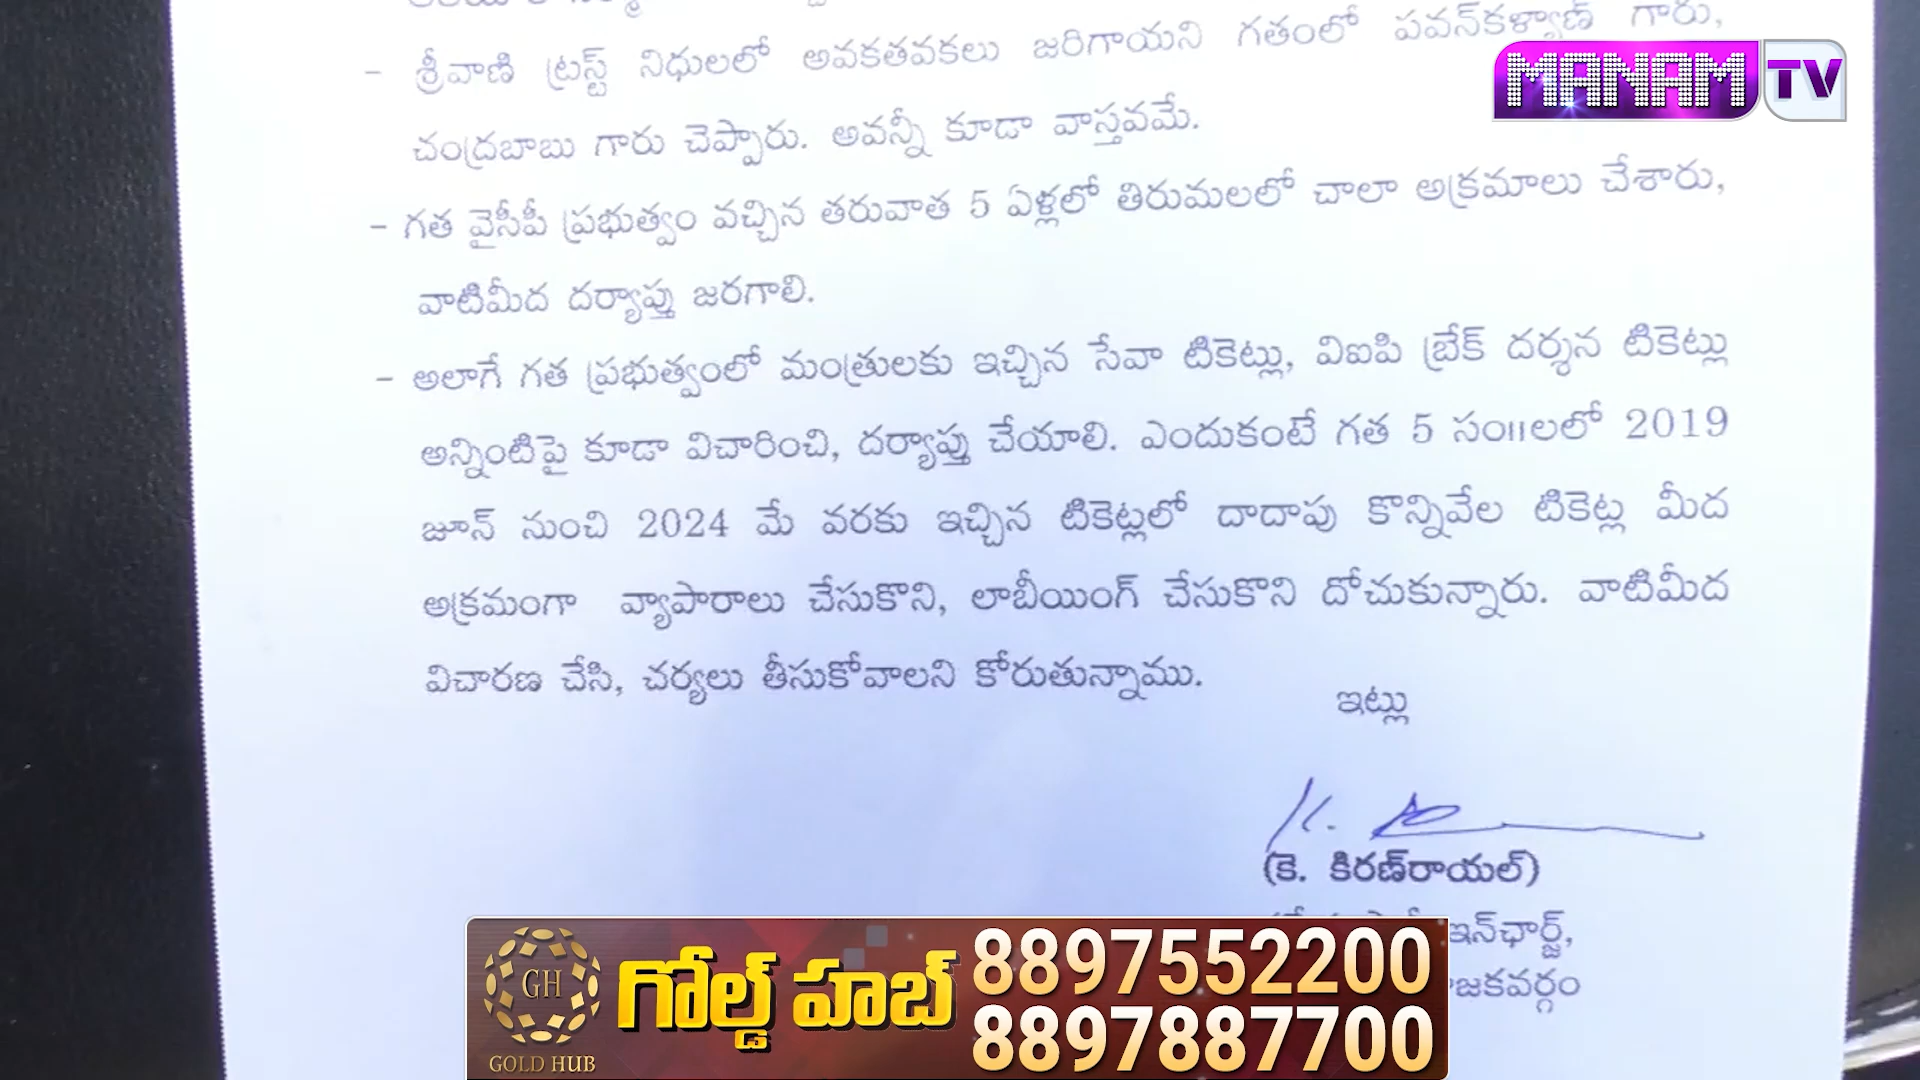 - శ్రీవాణి ట్రస్ట్ నిధులలో అవకతవకలు జరిగాయని గతంలో పవన్‌కళ్యాణ్ గారు,
చంద్రబాబు గారు చెప్పారు. అవన్నీ కూడా వాస్తవమే.
- గత వైసీపీ ప్రభుత్వం వచ్చిన తరువాత 5 ఏళ్లలో తిరుమలలో చాలా అక్రమాలు చేశారు,
వాటిమీద దర్యాప్తు జరగాలి.
- అలాగే గత ప్రభుత్వంలో మంత్రులకు ఇచ్చిన సేవా టికెట్లు, విఐపి బ్రేక్ దర్శన టికెట్లు
అన్నింటిపై కూడా విచారించి, దర్యాప్తు చేయాలి. ఎందుకంటే గత 5 సం॥లలో 2019
జూన్ నుంచి 2024 మే వరకు ఇచ్చిన టికెట్లలో దాదాపు కొన్నివేల టికెట్ల మీద
అక్రమంగా వ్యాపారాలు చేసుకొని, లాబీయింగ్ చేసుకొని దోచుకున్నారు. వాటిమీద
విచారణ చేసి, చర్యలు తీసుకోవాలని కోరుతున్నాము.
ఇట్లు
(కె. కిరణ్‌రాయల్)
ఇన్‌ఛార్జ్,
MANAM TV
GH
GOLD HUB
గోల్డ్ హబ్
8897552200
8897887700